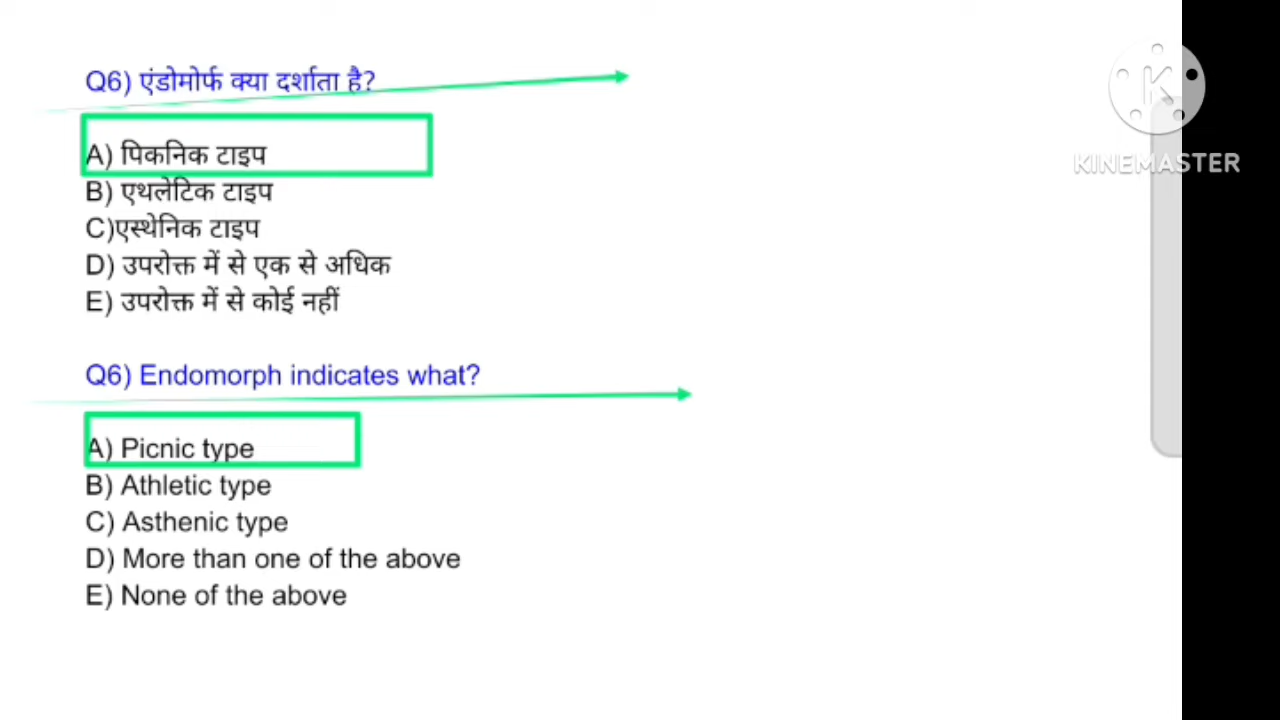 Q6) एंडोमोर्फ क्या दर्शाता है?
A) पिकनिक टाइप
B) एथलेटिक टाइप
C)एस्थेनिक टाइप
D) उपरोक्त में से एक से अधिक
E) उपरोक्त में से कोई नहीं
Q6) Endomorph indicates what?
A) Picnic type
B) Athletic type
C) Asthenic type
D) More than one of the above
E) None of the above
K
KINEMASTER